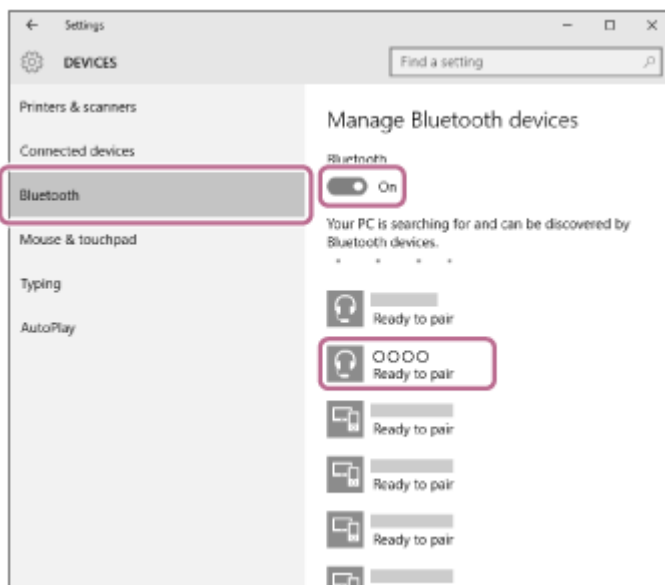 Settings
DEVICES
Find a setting
Printers & scanners
Connected devices
Bluetooth
Mouse & touchpad
Typing
AutoPlay
Manage Bluetooth devices
Bluetooth
On
Your PC is searching for and can be discovered by
Bluetooth devices.
Ready to pair
OOOO
Ready to pair
Ready to pair
Ready to pair
Ready to pair